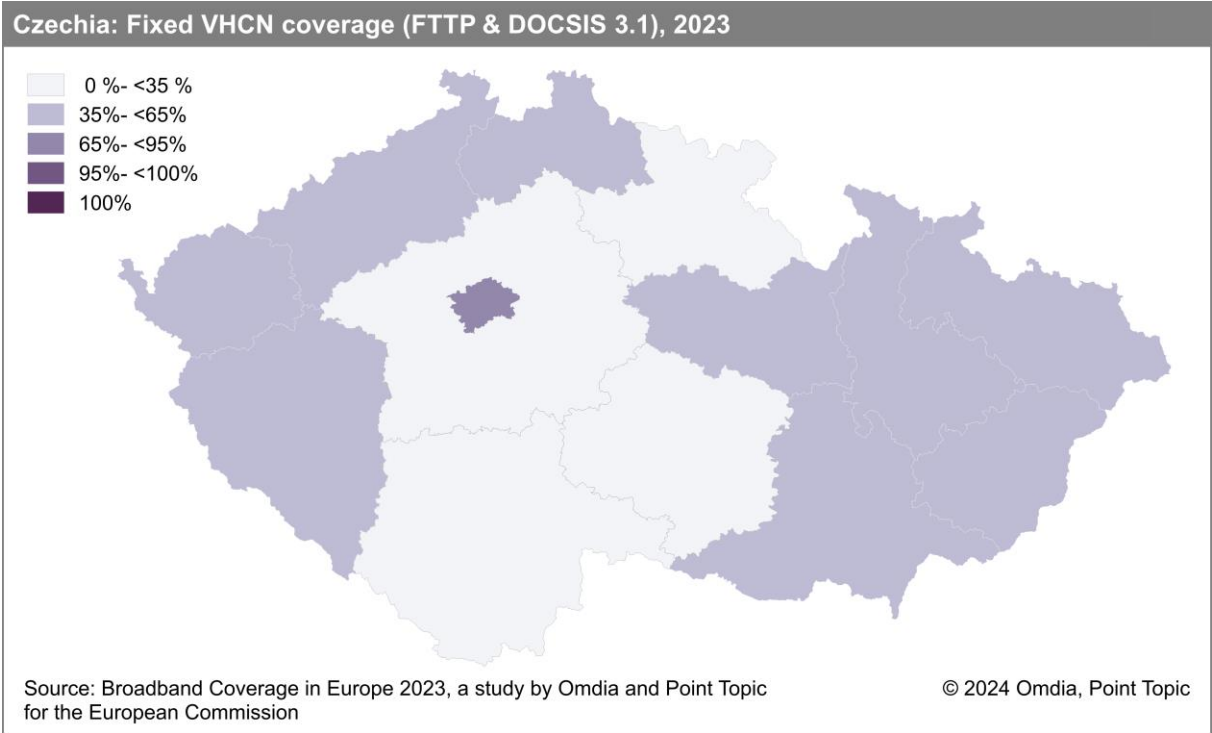 Czechia: Fixed VHCN coverage (FTTP & DOCSIS 3.1), 2023
0 %- <35 %
35%- <65%
65%- <95%
95%- <100%
100%
Source: Broadband Coverage in Europe 2023, a study by Omdia and Point Topic
for the European Commission
© 2024 Omdia, Point Topic